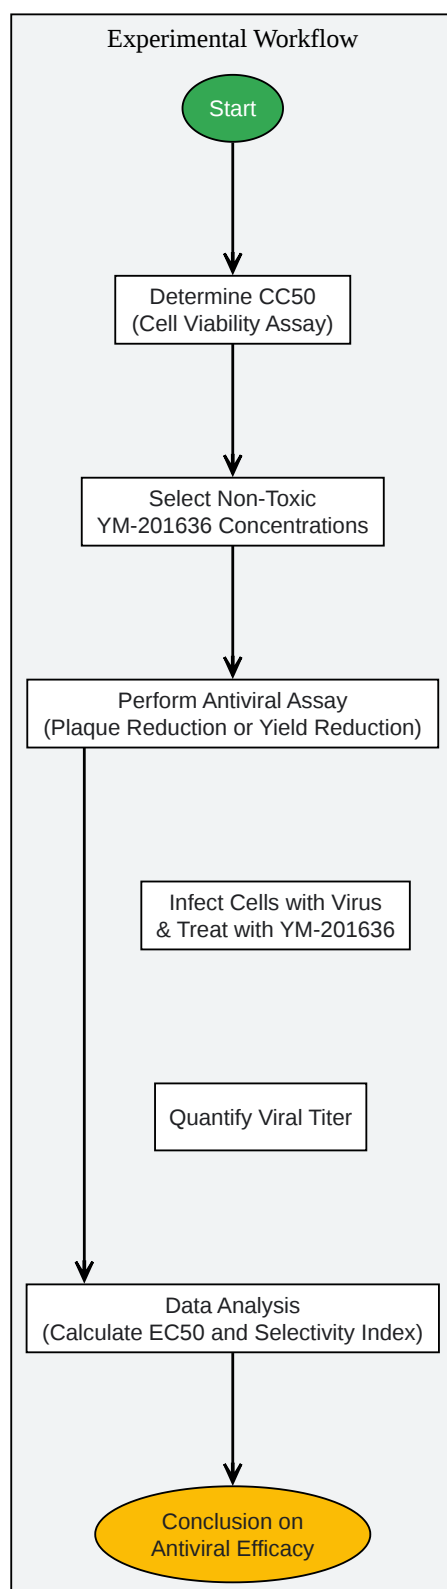 Experimental Workflow
Start
Determine CC50
(Cell Viability Assay)
Select Non-Toxic
YM-201636 Concentrations
Perform Antiviral Assay
(Plaque Reduction or Yield Reduction)
Infect Cells with Virus
& Treat with YM-201636
Quantify Viral Titer
Data Analysis
(Calculate EC50 and Selectivity Index)
Conclusion on
Antiviral Efficacy